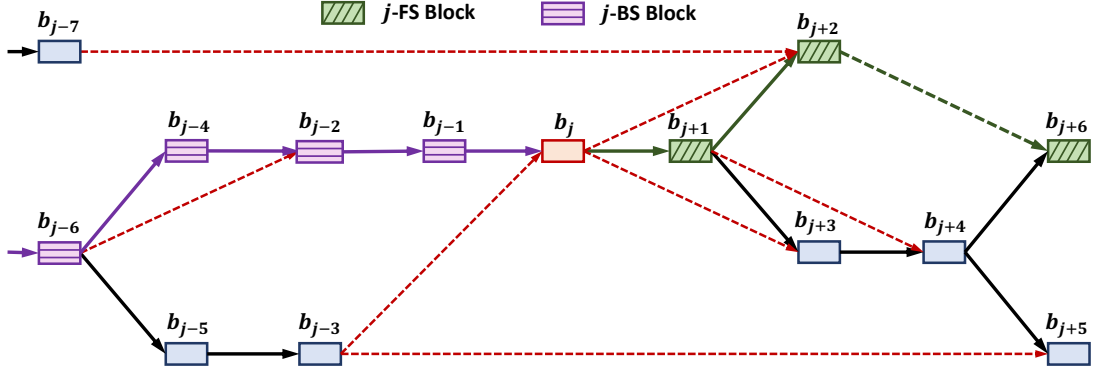 j-FS Block j-BS Block
b_{j−7} b_{j+2}
b_{j−4} b_{j−2} b_{j−1} b_j b_{j+1} b_{j+6}
b_{j−6} b_{j+3} b_{j+4}
b_{j−5} b_{j−3} b_{j+5}